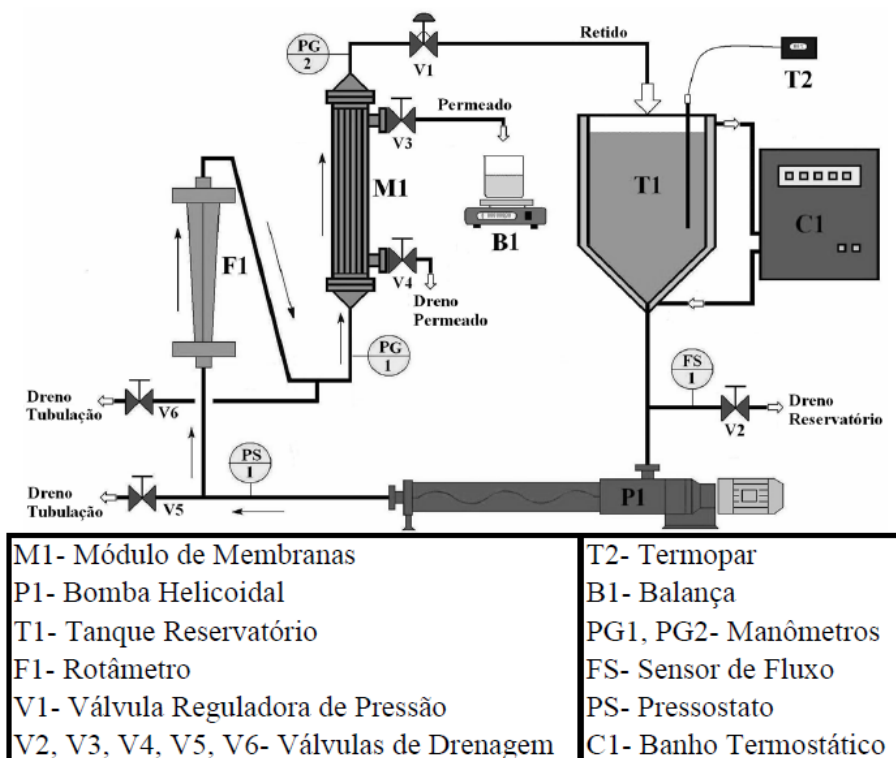 PG
2
V1
Retido
T2
Permeado
V3
M1
T1
C1
B1
F1
V4
Dreno
Permeado
PG
1
FS
1
Dreno
Tubulação
V6
V2
Dreno
Reservatório
PS
1
Dreno
Tubulação
V5
P1
M1- Módulo de Membranas
P1- Bomba Helicoidal
T1- Tanque Reservatório
F1- Rotâmetro
V1- Válvula Reguladora de Pressão
V2, V3, V4, V5, V6- Válvulas de Drenagem
T2- Termopar
B1- Balança
PG1, PG2- Manômetros
FS- Sensor de Fluxo
PS- Pressostato
C1- Banho Termostático